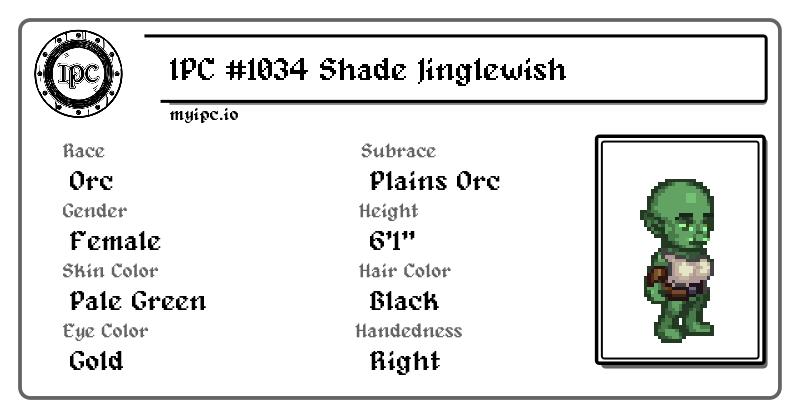 IPC
IPC #1034 Shade Jinglewish
myipc.io
Race
Orc
Subrace
Plains Orc
Gender
Female
Height
6'1"
Skin Color
Pale Green
Hair Color
Black
Eye Color
Gold
Handedness
Right